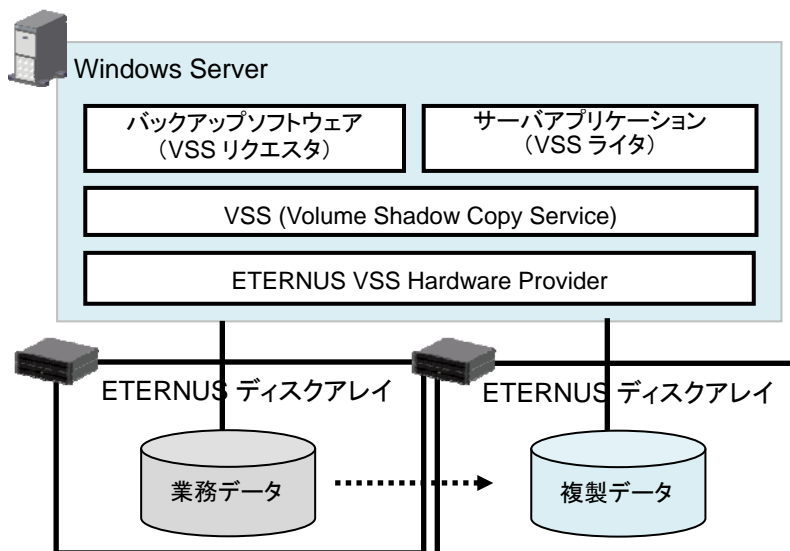 Windows Server
バックアップソフトウェア
（VSS リクエスタ）
サーバアプリケーション
（VSS ライタ）
VSS (Volume Shadow Copy Service)
ETERNUS VSS Hardware Provider
ETERNUS ディスクアレイ
ETERNUS ディスクアレイ
業務データ
複製データ